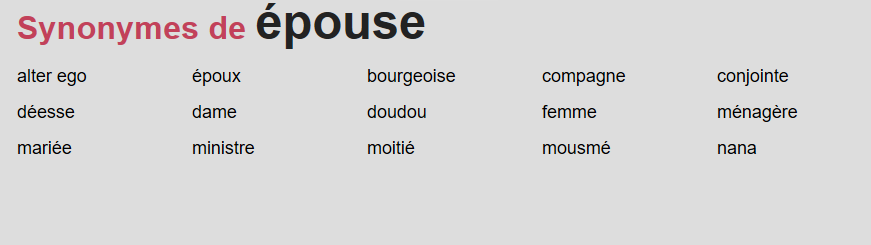 Synonymes de épouse
alter ego époux bourgeoise compagne conjointe
déesse dame doudou femme ménagère
mariée ministre moitié mousmé nana